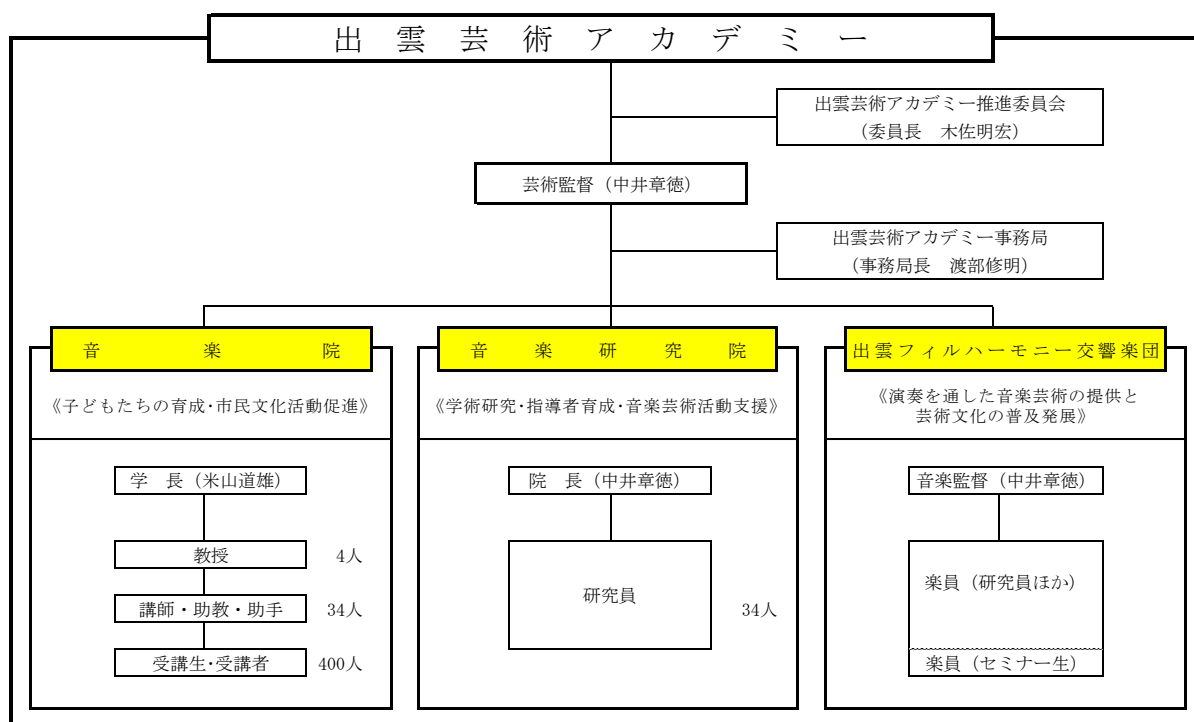 出雲芸術アカデミー
出雲芸術アカデミー推進委員会
（委員長　木佐明宏）
芸術監督（中井章徳）
出雲芸術アカデミー事務局
（事務局長　渡部修明）
音楽院
《子どもたちの育成・市民文化活動促進》
学　長（米山道雄）
教授　4人
講師・助教・助手　34人
受講生・受講者　400人
音楽研究院
《学術研究・指導者育成・音楽芸術活動支援》
院　長（中井章徳）
研究員　34人
出雲フィルハーモニー交響楽団
《演奏を通した音楽芸術の提供と
芸術文化の普及発展》
音楽監督（中井章徳）
楽員（研究員ほか）
楽員（セミナー生）